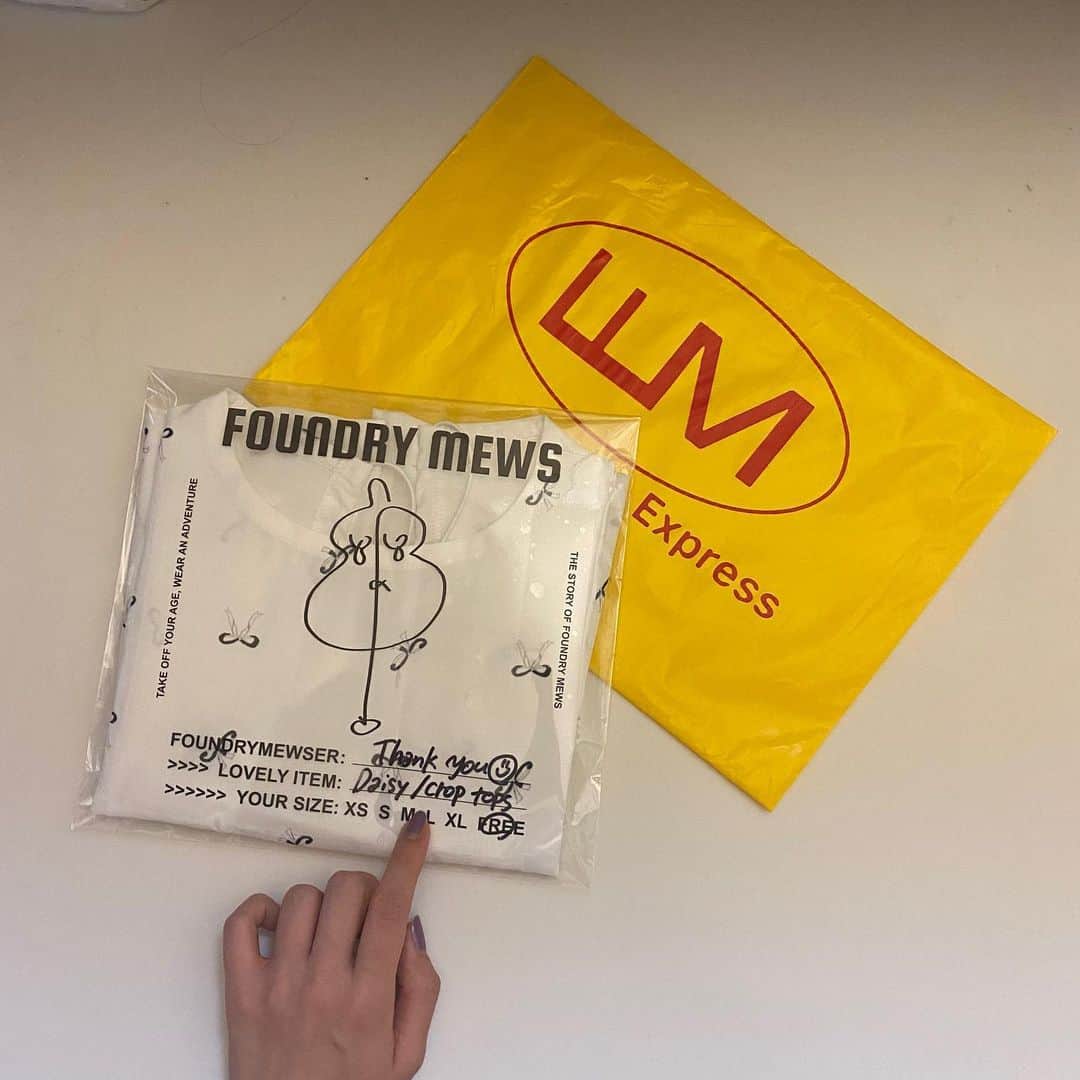 FM
Express
FOUNDRY MEWS
TAKE OFF YOUR AGE, WEAR AN ADVENTURE
THE STORY OF FOUNDRY MEWS
FOUNDRYMEWSER: Thank you
>>>> LOVELY ITEM: Daisy/crop tops
>>>>>> YOUR SIZE: XS S M L XL FREE